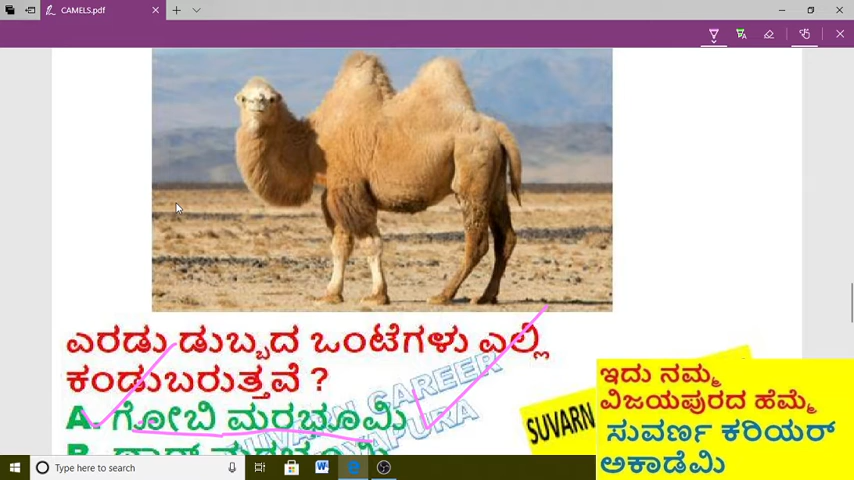 CAMELS.pdf
ಎರಡು ಡುಬ್ಬದ ಒಂಟೆಗಳು ಎಲ್ಲಿ
ಕಂಡುಬರುತ್ತವೆ ?
A. ಗೋಬಿ ಮರಭೂಮಿ
CAREER
SUVARN
ಇದು ನಮ್ಮ
ವಿಜಯಪುರದ ಹೆಮ್ಮೆ
ಸುವರ್ಣ ಕರಿಯರ್
ಅಕಾಡೆಮಿ
Type here to search